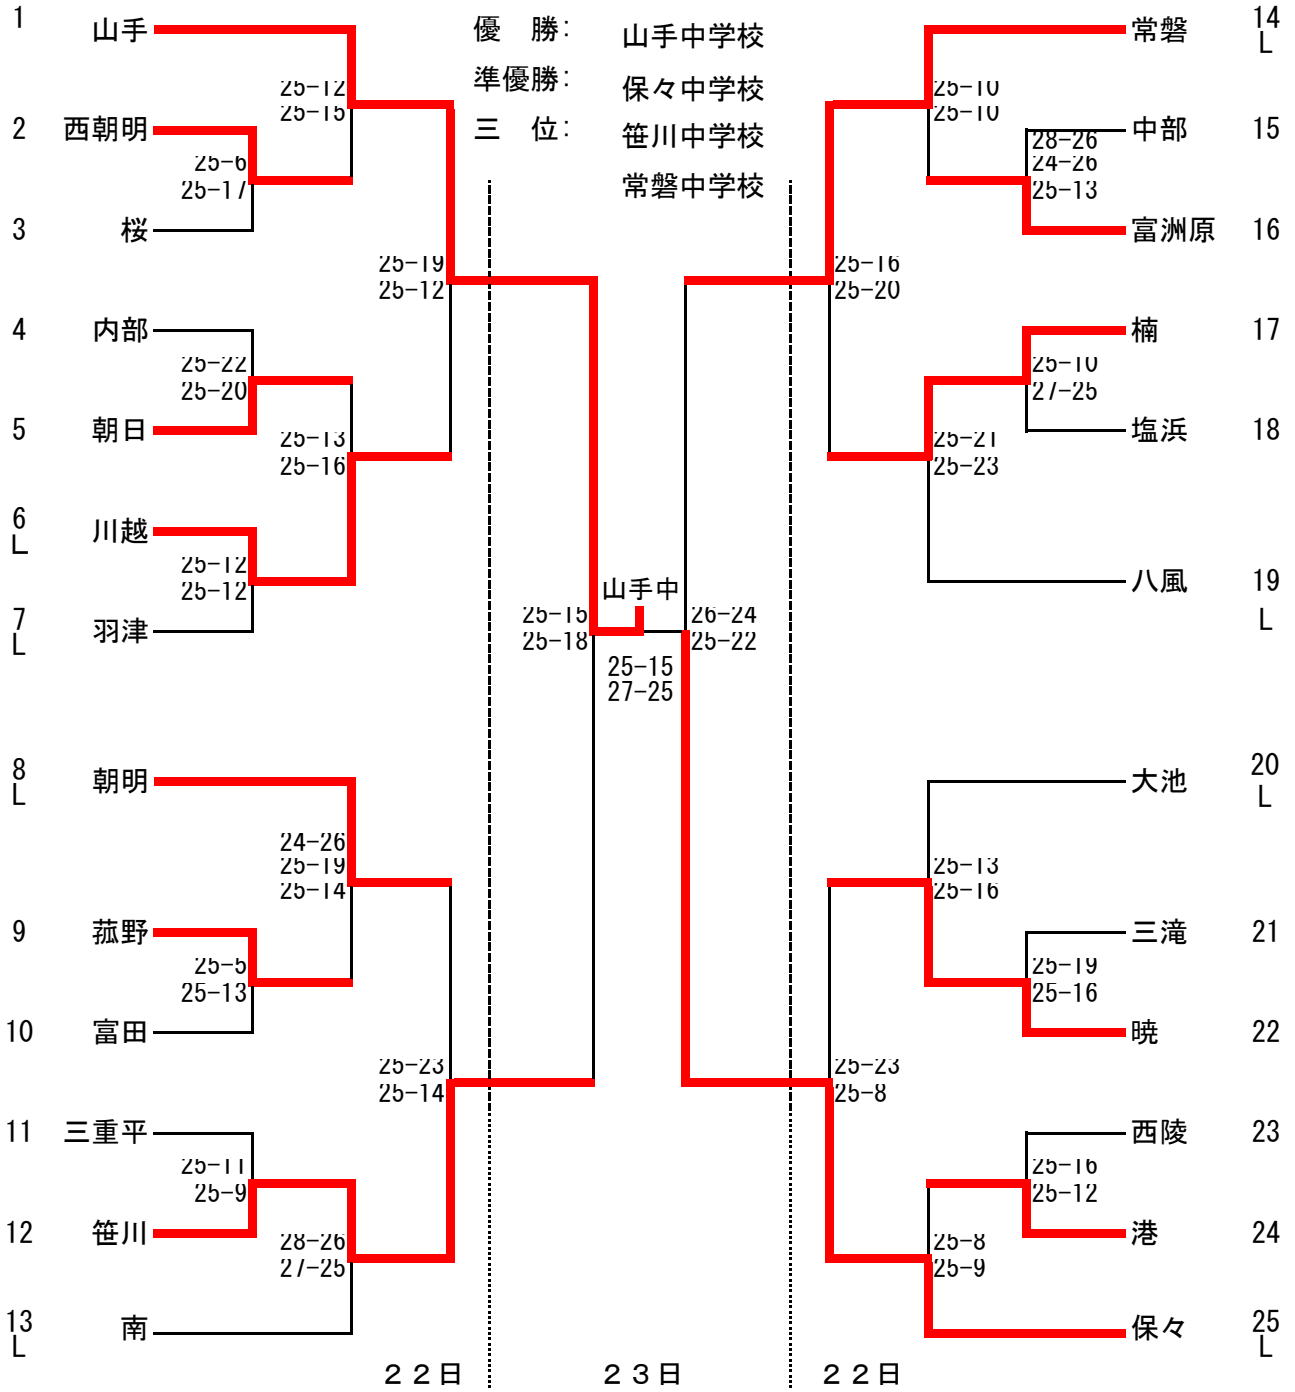 優　勝： 山手中学校
準優勝： 保々中学校
三　位： 笹川中学校
常磐中学校
1 山手
25-12
25-15
2 西朝明
25-6
25-17
3 桜
25-19
25-12
4 内部
25-22
25-20
5 朝日
25-13
25-16
6 L 川越
25-12
25-12
7 L 羽津
25-15
25-18
8 L 朝明
24-26
25-19
25-14
9 菰野
25-5
25-13
10 富田
25-23
25-14
11 三重平
25-11
25-9
12 笹川
28-26
27-25
13 L 南
山手中
25-15
27-25
常磐 14 L
25-10
25-10
中部 15
28-26
24-26
25-13
富洲原 16
25-16
25-20
楠 17
25-10
27-25
塩浜 18
25-21
25-23
八風 19 L
26-24
25-22
大池 20 L
25-13
25-16
三滝 21
25-19
25-16
暁 22
25-23
25-8
西陵 23
25-16
25-12
港 24
25-8
25-9
保々 25 L
２２日 ２３日 ２２日